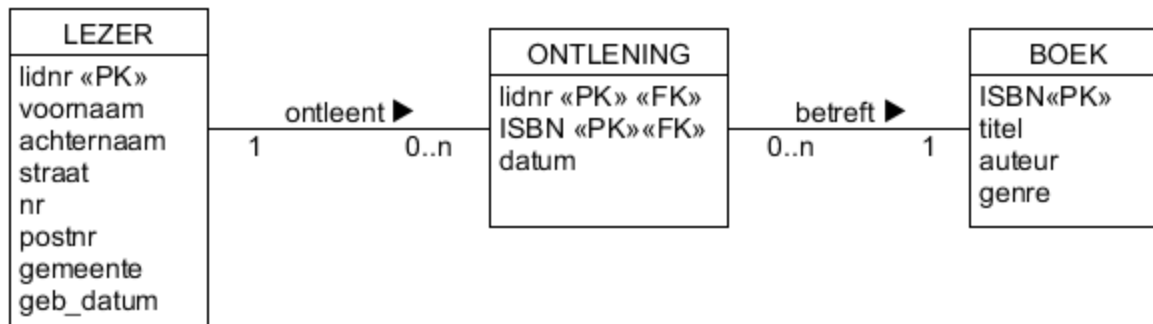 LEZER
lidnr «PK»
voornaam
achternaam
straat
nr
postnr
gemeente
geb_datum
ontleent ►
1
0..n
ONTLENING
lidnr «PK» «FK»
ISBN «PK»«FK»
datum
betreft ►
0..n
1
BOEK
ISBN«PK»
titel
auteur
genre